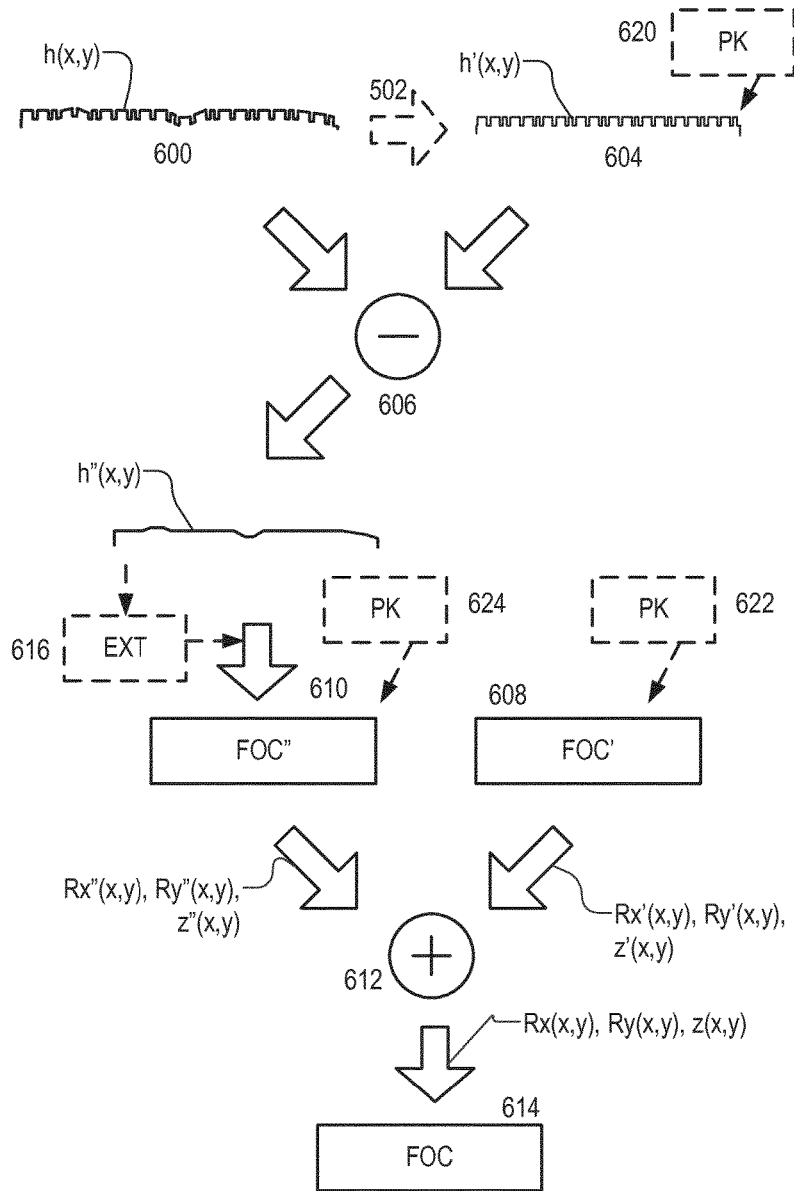 620
PK
h(x,y)
502
h'(x,y)
600
604
606
h"(x,y)
PK
624
PK
622
616
EXT
610
608
FOC"
FOC'
Rx"(x,y), Ry"(x,y),
z"(x,y)
Rx'(x,y), Ry'(x,y),
z'(x,y)
612
Rx(x,y), Ry(x,y), z(x,y)
614
FOC